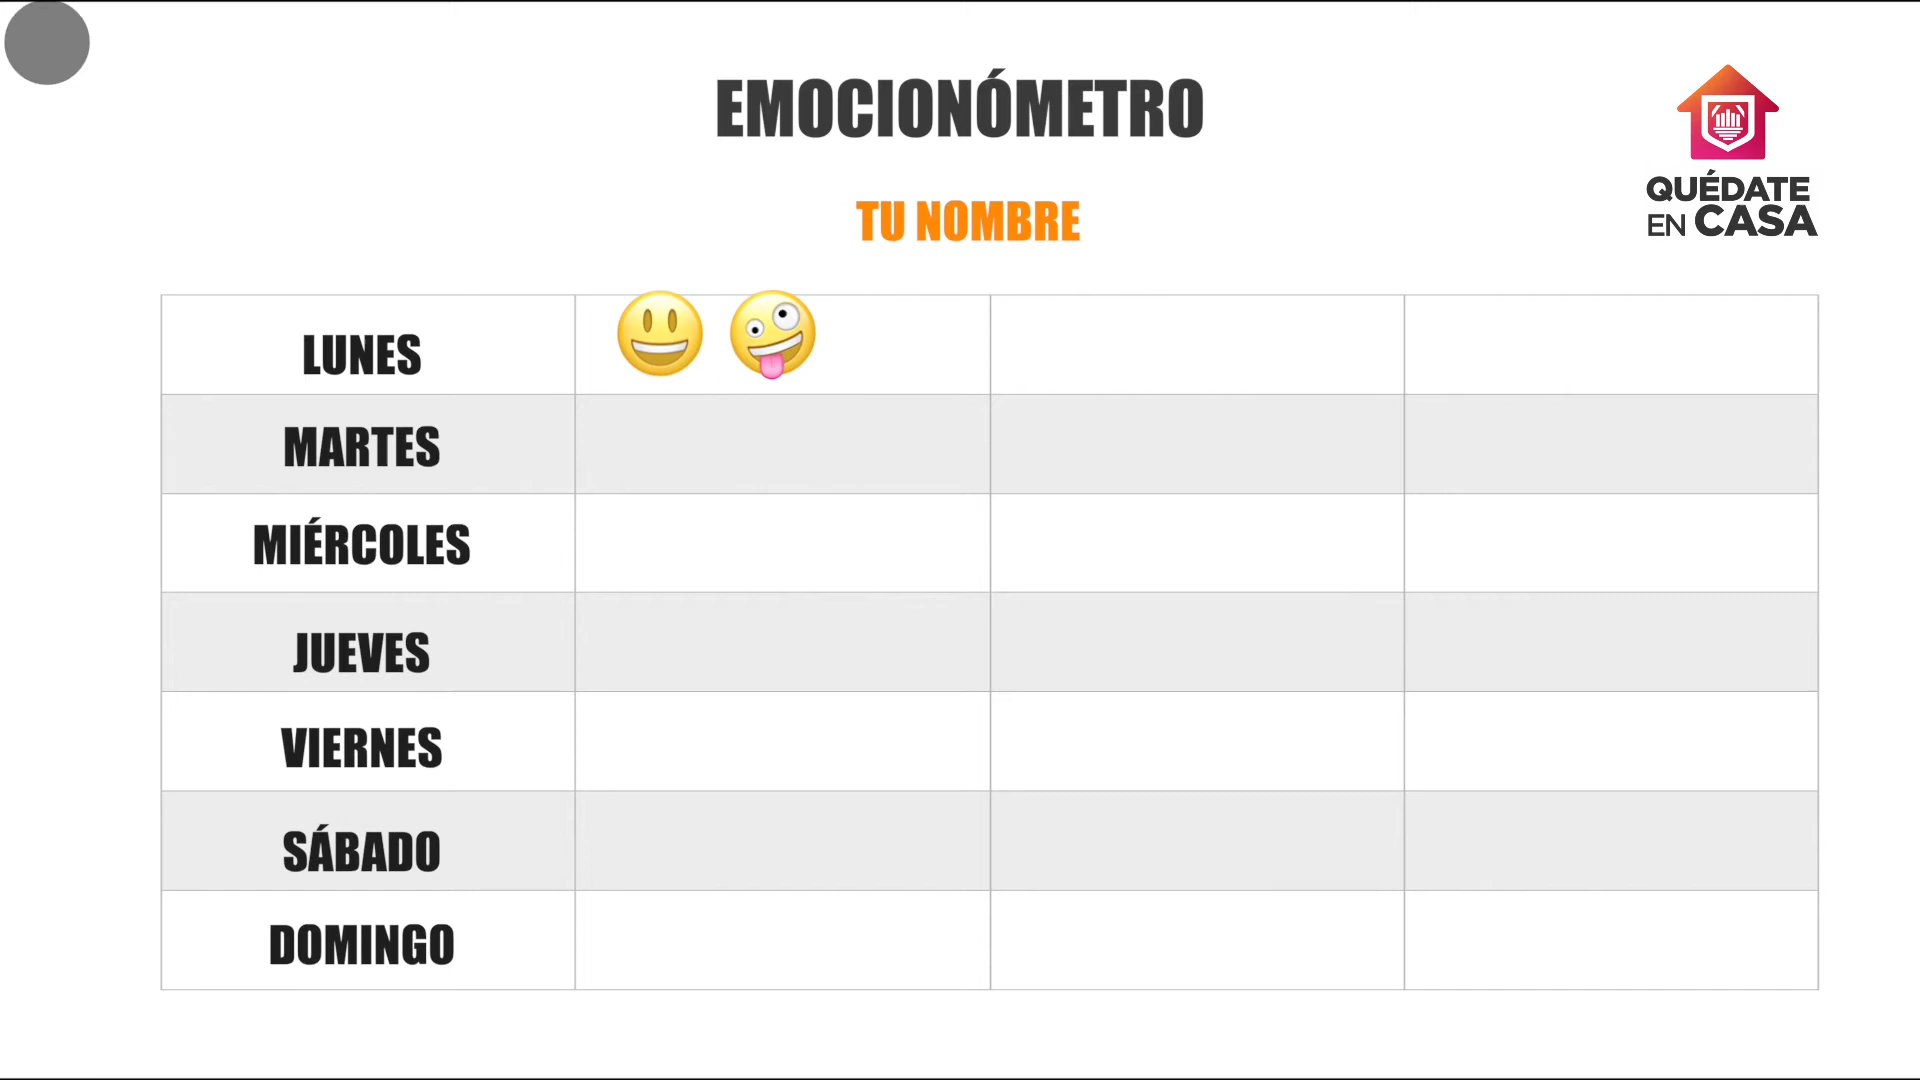 EMOCIONÓMETRO
QUÉDATE
EN CASA
TU NOMBRE
LUNES
MARTES
MIÉRCOLES
JUEVES
VIERNES
SÁBADO
DOMINGO